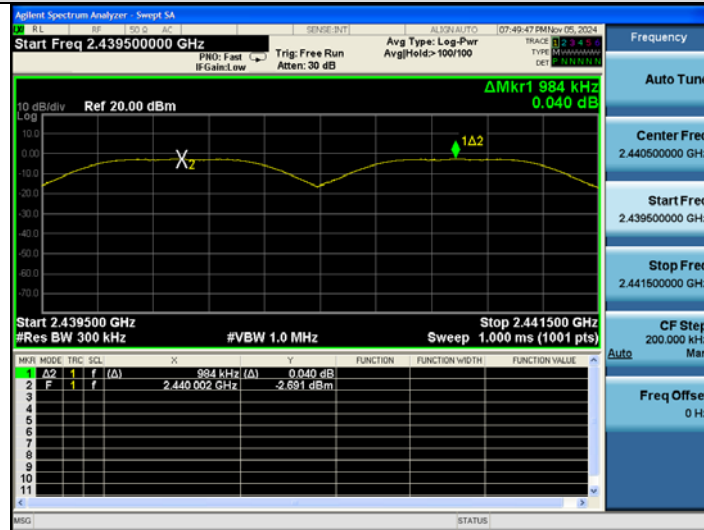 Agilent Spectrum Analyzer - Swept SA
RL RF 50 Ω AC SENSE:INT ALIGN AUTO 07:49:47 PM Nov 05, 2024
Start Freq 2.439500000 GHz
PNO: Fast
IFGain:Low
Trig: Free Run
Atten: 30 dB
Avg Type: Log-Pwr
Avg|Hold:>100/100
TRACE 1 2 3 4 5 6
TYPE M
DET P N N N N N
ΔMkr1 984 kHz
0.040 dB
10 dB/div Ref 20.00 dBm
Log
10.0
0.00
-10.0
-20.0
-30.0
-40.0
-50.0
-60.0
-70.0
X2
1Δ2
Start 2.439500 GHz Stop 2.441500 GHz
#Res BW 300 kHz #VBW 1.0 MHz Sweep 1.000 ms (1001 pts)
MKR MODE TRC SCL X Y FUNCTION FUNCTION WIDTH FUNCTION VALUE
1 Δ2 1 f (Δ) 984 kHz (Δ) 0.040 dB
2 F 1 f 2.440 002 GHz -2.691 dBm
3
4
5
6
7
8
9
10
11
MSG STATUS
Frequency
Auto Tune
Center Freq
2.440500000 GHz
Start Freq
2.439500000 GHz
Stop Freq
2.441500000 GHz
CF Step
200.000 kHz
Auto Man
Freq Offset
0 Hz